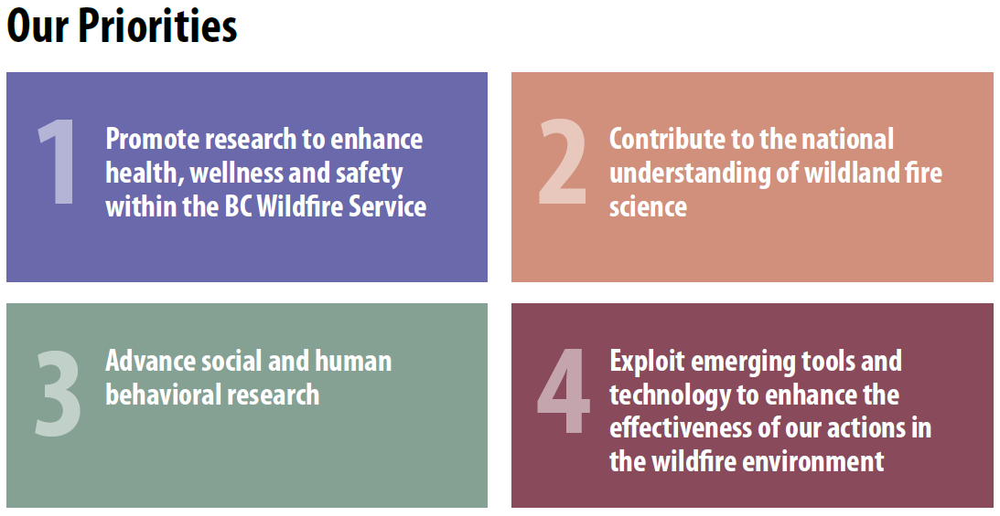 Our Priorities
1
Promote research to enhance
health, wellness and safety
within the BC Wildfire Service
2
Contribute to the national
understanding of wildland fire
science
3
Advance social and human
behavioral research
4
Exploit emerging tools and
technology to enhance the
effectiveness of our actions in
the wildfire environment